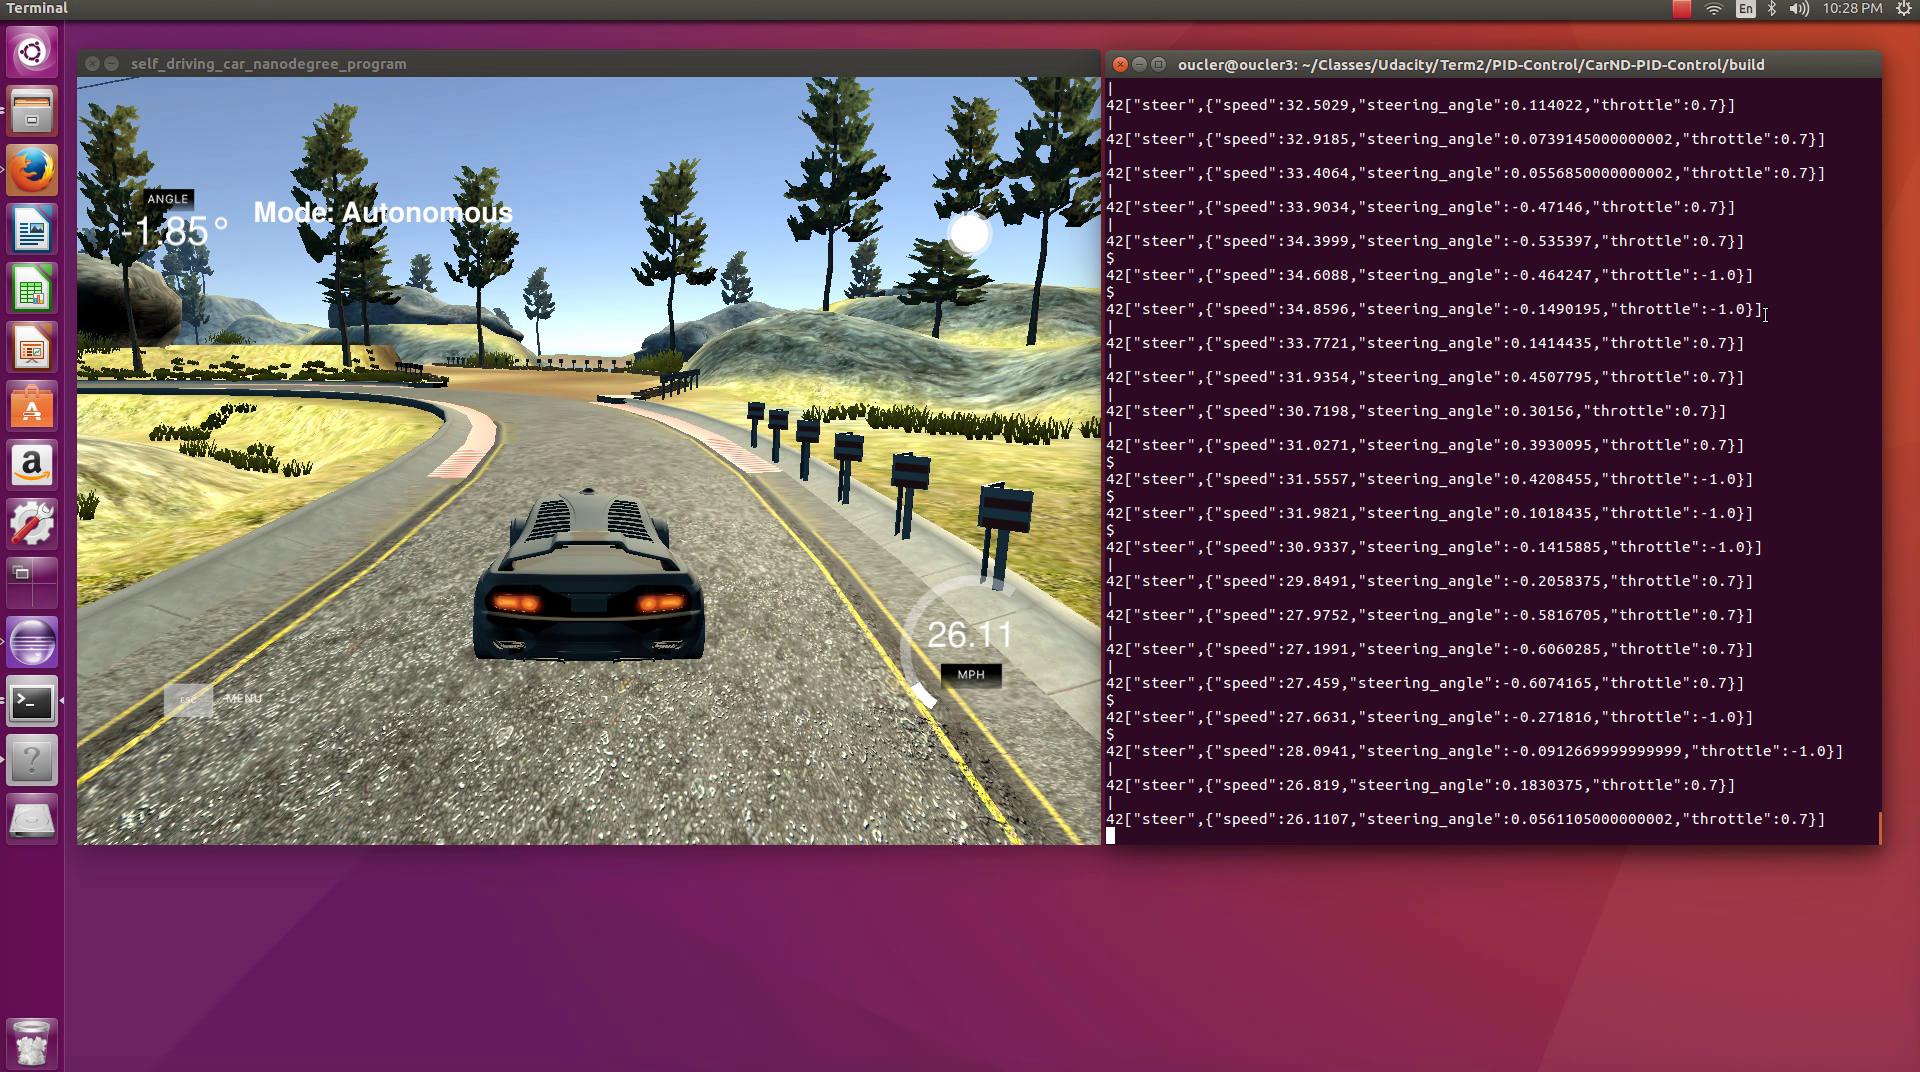 Terminal
En
10:28 PM
self_driving_car_nanodegree_program
ANGLE
-1.85°
Mode: Autonomous
26.11
MPH
ESC
MENU
a
oucler@oucler3: ~/Classes/Udacity/Term2/PID-Control/CarND-PID-Control/build
|
42["steer",{"speed":32.5029,"steering_angle":0.114022,"throttle":0.7}]
|
42["steer",{"speed":32.9185,"steering_angle":0.0739145000000002,"throttle":0.7}]
|
42["steer",{"speed":33.4064,"steering_angle":0.0556850000000002,"throttle":0.7}]
|
42["steer",{"speed":33.9034,"steering_angle":-0.47146,"throttle":0.7}]
|
42["steer",{"speed":34.3999,"steering_angle":-0.535397,"throttle":0.7}]
$
42["steer",{"speed":34.6088,"steering_angle":-0.464247,"throttle":-1.0}]
$
42["steer",{"speed":34.8596,"steering_angle":-0.1490195,"throttle":-1.0}]
|
42["steer",{"speed":33.7721,"steering_angle":0.1414435,"throttle":0.7}]
|
42["steer",{"speed":31.9354,"steering_angle":0.4507795,"throttle":0.7}]
|
42["steer",{"speed":30.7198,"steering_angle":0.30156,"throttle":0.7}]
|
42["steer",{"speed":31.0271,"steering_angle":0.3930095,"throttle":0.7}]
$
42["steer",{"speed":31.5557,"steering_angle":0.4208455,"throttle":-1.0}]
$
42["steer",{"speed":31.9821,"steering_angle":0.1018435,"throttle":-1.0}]
$
42["steer",{"speed":30.9337,"steering_angle":-0.1415885,"throttle":-1.0}]
|
42["steer",{"speed":29.8491,"steering_angle":-0.2058375,"throttle":0.7}]
|
42["steer",{"speed":27.9752,"steering_angle":-0.5816705,"throttle":0.7}]
|
42["steer",{"speed":27.1991,"steering_angle":-0.6060285,"throttle":0.7}]
|
42["steer",{"speed":27.459,"steering_angle":-0.6074165,"throttle":0.7}]
$
42["steer",{"speed":27.6631,"steering_angle":-0.271816,"throttle":-1.0}]
$
42["steer",{"speed":28.0941,"steering_angle":-0.0912669999999999,"throttle":-1.0}]
|
42["steer",{"speed":26.819,"steering_angle":0.1830375,"throttle":0.7}]
|
42["steer",{"speed":26.1107,"steering_angle":0.0561105000000002,"throttle":0.7}]